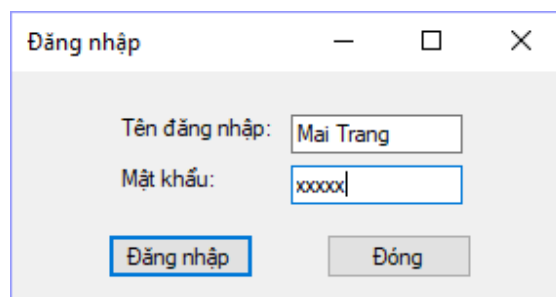 Đăng nhập
Tên đăng nhập: Mai Trang
Mật khẩu: xxxxx
Đăng nhập Đóng